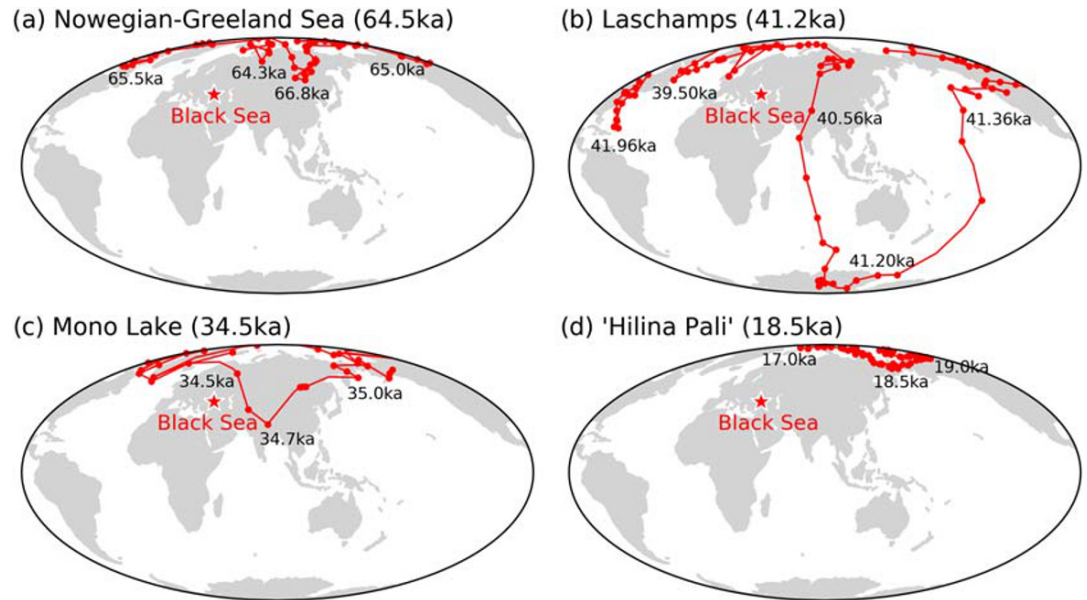 (a) Nowegian-Greeland Sea (64.5ka)
65.5ka
64.3ka
66.8ka
65.0ka
Black Sea
(b) Laschamps (41.2ka)
39.50ka
41.96ka
Black Sea
40.56ka
41.36ka
41.20ka
(c) Mono Lake (34.5ka)
34.5ka
35.0ka
Black Sea
34.7ka
(d) 'Hilina Pali' (18.5ka)
17.0ka
19.0ka
18.5ka
Black Sea